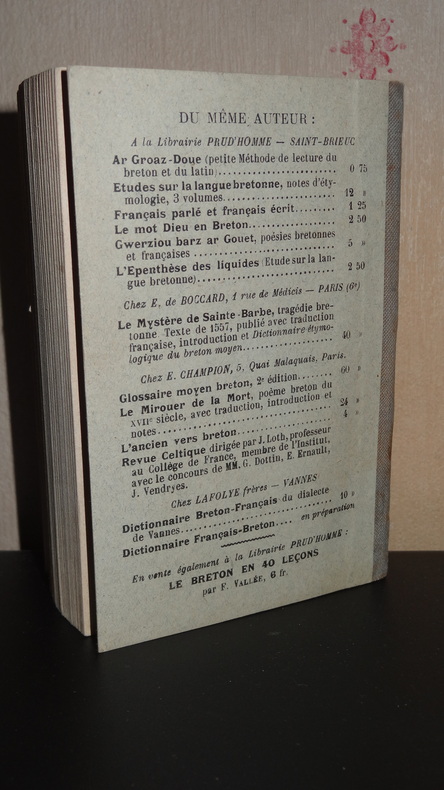 DU MÊME AUTEUR :
A la Librairie PRUD'HOMME — SAINT-BRIEUC
Ar Groaz-Doue (petite Méthode de lecture du
breton et du latin).................... 0 75
Etudes sur la langue bretonne, notes d'éty-
mologie, 3 volumes.................... 12 »
Français parlé et français écrit........ 1 25
Le mot Dieu en Breton................ 2 50
Gwerziou barz ar Gouet, poésies bretonnes
et françaises .................... 5 »
L'Epenthèse des liquides (Etude sur la lan-
gue bretonne).................... 2 50
Chez E. de BOCCARD, 1 rue de Médicis — PARIS (6e)
Le Mystère de Sainte-Barbe, tragédie bre-
tonne. Texte de 1557, publié avec traduction
française, introduction et Dictionnaire étymo-
logique du breton moyen................ 40 »
Chez E. CHAMPION, 5, Quai Malaquais, Paris.
Glossaire moyen breton, 2e édition........ 60 »
Le Mirouer de la Mort, poème breton du
XVIIe siècle, avec traduction, introduction et
notes.................... 24 »
L'ancien vers breton.................... 4 »
Revue Celtique dirigée par J. Loth, professeur
au Collège de France, membre de l'Institut,
avec le concours de MM. G. Dottin, E. Ernault,
J. Vendryes.
Chez LAFOLYE frères — VANNES
Dictionnaire Breton-Français du dialecte
de Vannes.................... 10 »
Dictionnaire Français-Breton.... en préparation
En vente également à la Librairie PRUD'HOMME :
LE BRETON EN 40 LEÇONS
par F. VALLÉE, 6 fr.